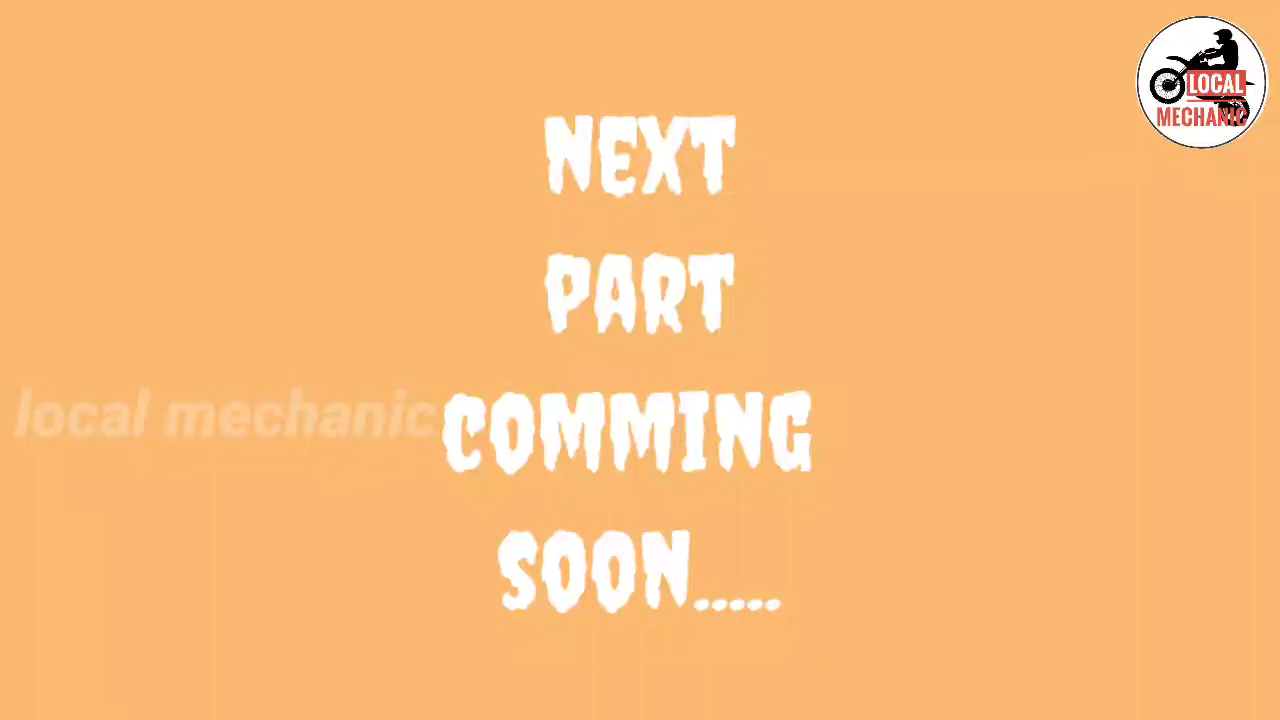 LOCAL
MECHANIC
NEXT
PART
COMMING
SOON.....
local mechanic